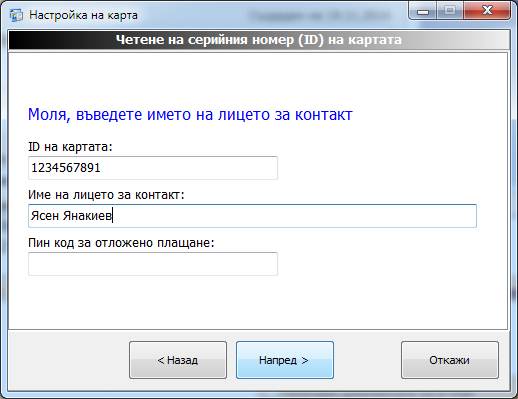 Настройка на карта
Четене на серийния номер (ID) на картата
Моля, въведете името на лицето за контакт
ID на картата:
1234567891
Име на лицето за контакт:
Ясен Янакиев
Пин код за отложено плащане:
< Назад
Напред >
Откажи